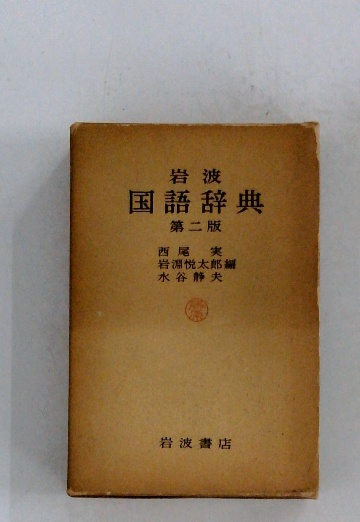 岩波
国語辞典
第二版
西尾 実
岩淵悦太郎編
水谷静夫
岩波書店